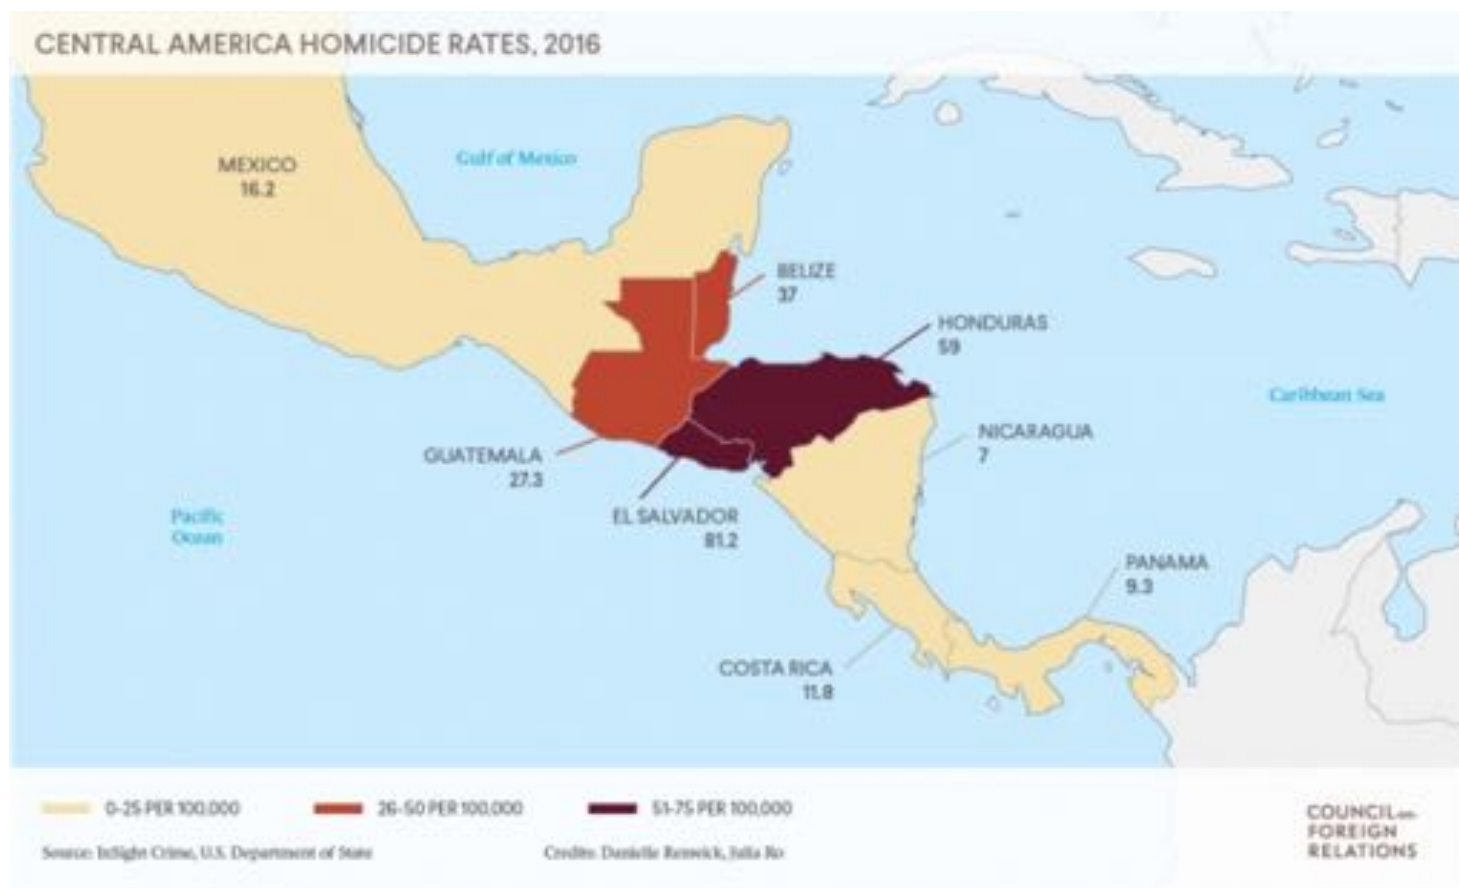 CENTRAL AMERICA HOMICIDE RATES, 2016
MEXICO
16.2
Gulf of Mexico
BELIZE
37
HONDURAS
59
Caribbean Sea
NICARAGUA
7
GUATEMALA
27.3
EL SALVADOR
81.2
Pacific
Ocean
PANAMA
9.3
COSTA RICA
11.8
0-25 PER 100,000
26-50 PER 100,000
51-75 PER 100,000
Source: InSight Crime, U.S. Department of State
Credits: Danielle Renwick, Julia Ro
COUNCIL on
FOREIGN
RELATIONS